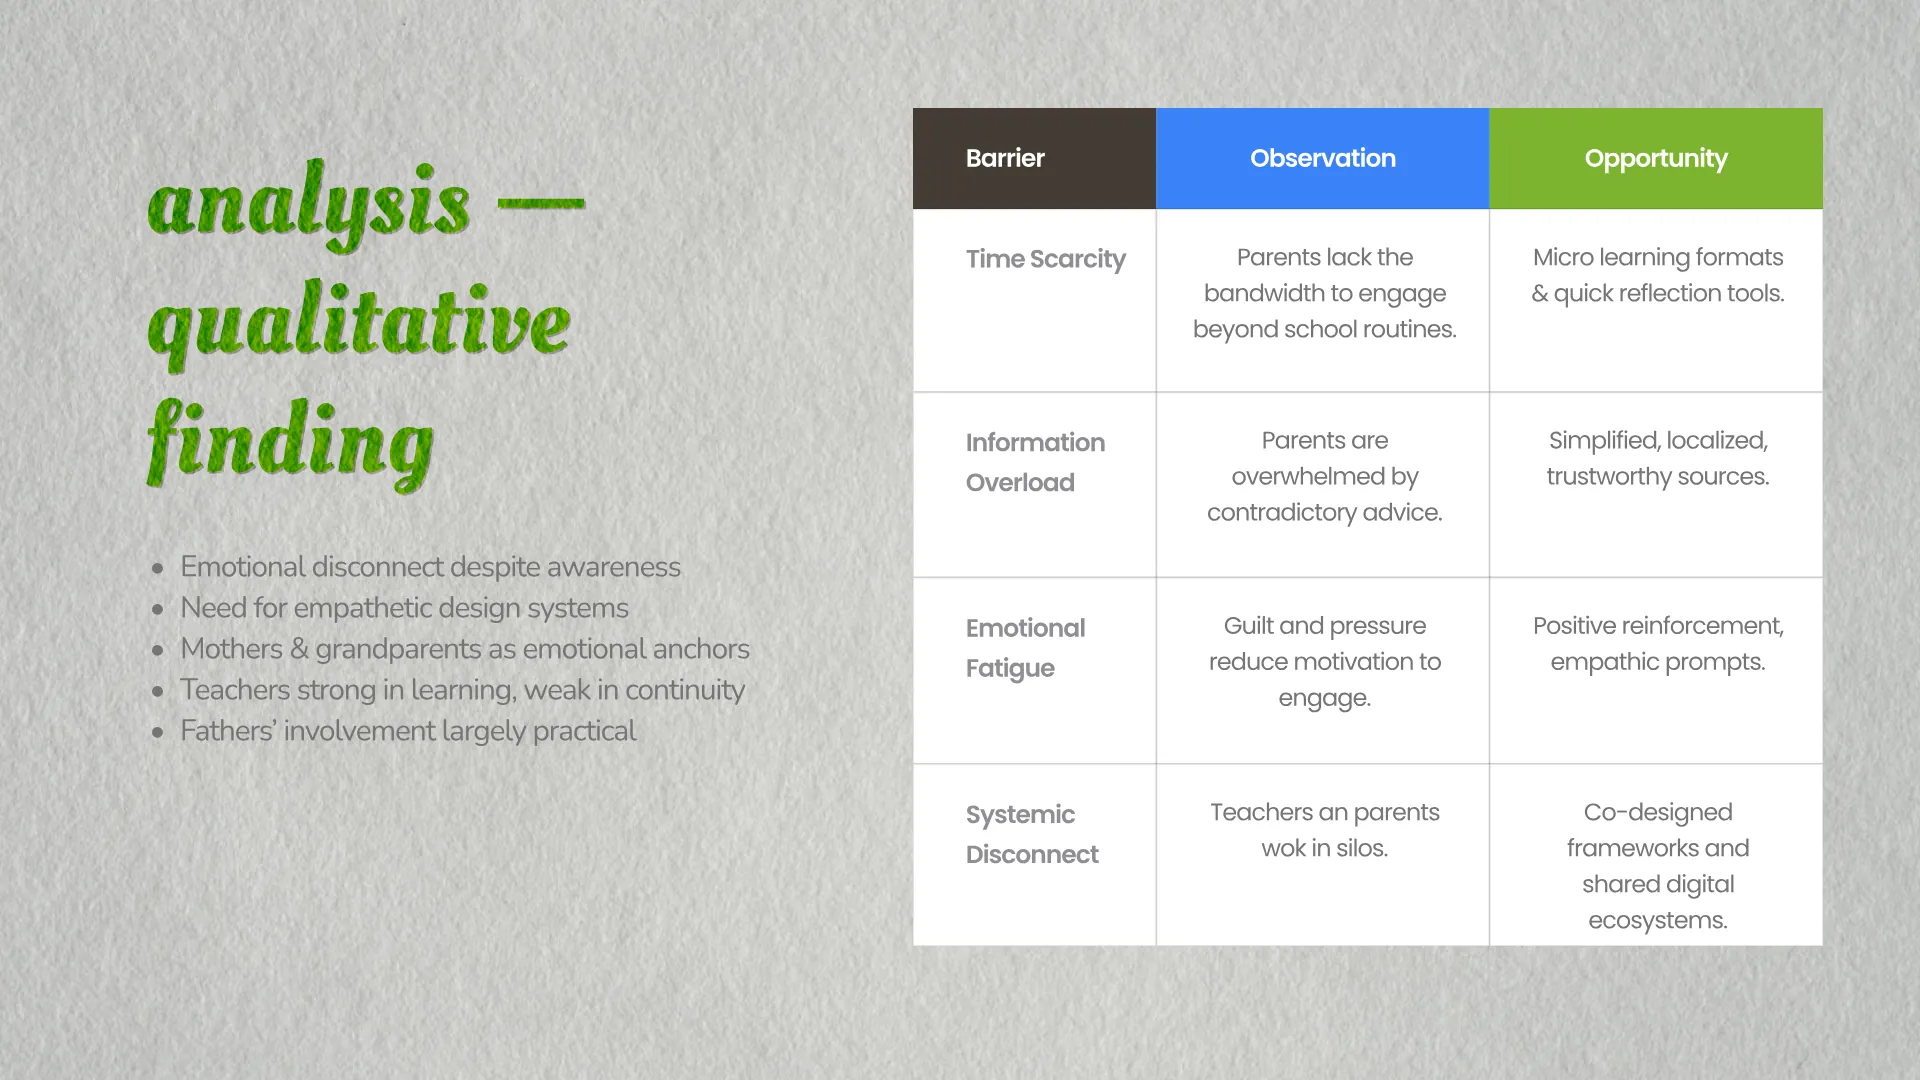 analysis —
qualitative
finding
• Emotional disconnect despite awareness
• Need for empathetic design systems
• Mothers & grandparents as emotional anchors
• Teachers strong in learning, weak in continuity
• Fathers’ involvement largely practical
Barrier
Observation
Opportunity
Time Scarcity
Parents lack the
bandwidth to engage
beyond school routines.
Micro learning formats
& quick reflection tools.
Information
Overload
Parents are
overwhelmed by
contradictory advice.
Simplified, localized,
trustworthy sources.
Emotional
Fatigue
Guilt and pressure
reduce motivation to
engage.
Positive reinforcement,
empathic prompts.
Systemic
Disconnect
Teachers an parents
wok in silos.
Co-designed
frameworks and
shared digital
ecosystems.